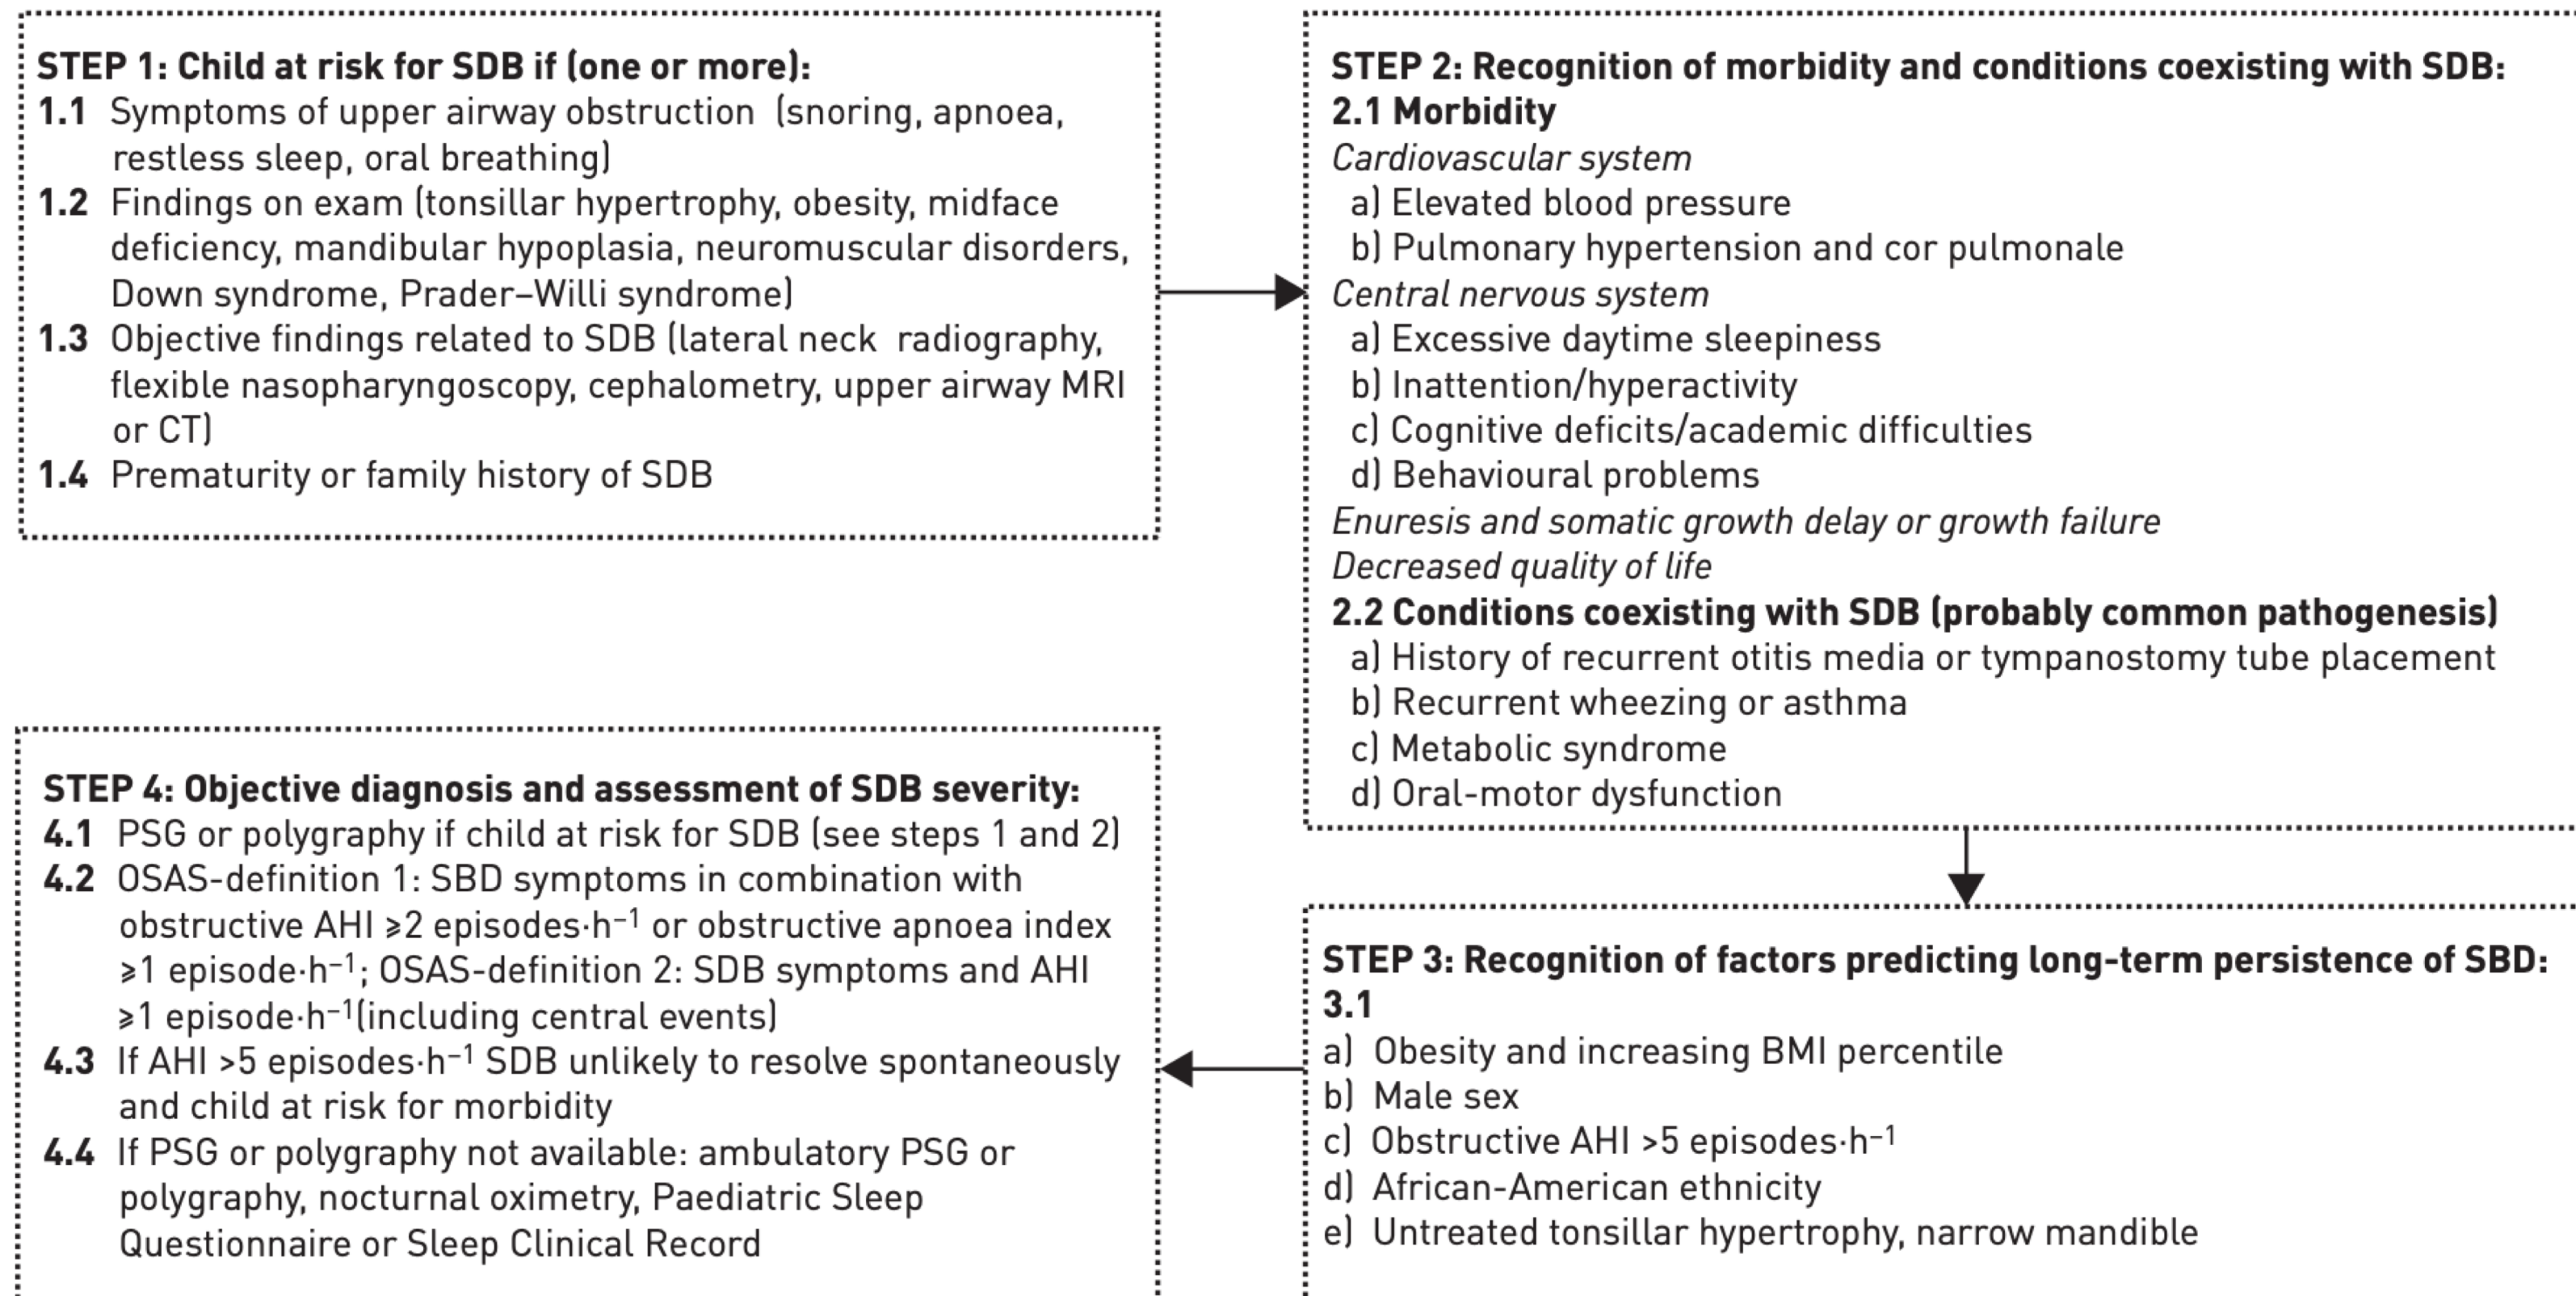 STEP 1: Child at risk for SDB if (one or more):
1.1 Symptoms of upper airway obstruction (snoring, apnoea,
restless sleep, oral breathing)
1.2 Findings on exam (tonsillar hypertrophy, obesity, midface
deficiency, mandibular hypoplasia, neuromuscular disorders,
Down syndrome, Prader–Willi syndrome)
1.3 Objective findings related to SDB (lateral neck radiography,
flexible nasopharyngoscopy, cephalometry, upper airway MRI
or CT)
1.4 Prematurity or family history of SDB
STEP 2: Recognition of morbidity and conditions coexisting with SDB:
2.1 Morbidity
Cardiovascular system
a) Elevated blood pressure
b) Pulmonary hypertension and cor pulmonale
Central nervous system
a) Excessive daytime sleepiness
b) Inattention/hyperactivity
c) Cognitive deficits/academic difficulties
d) Behavioural problems
Enuresis and somatic growth delay or growth failure
Decreased quality of life
2.2 Conditions coexisting with SDB (probably common pathogenesis)
a) History of recurrent otitis media or tympanostomy tube placement
b) Recurrent wheezing or asthma
c) Metabolic syndrome
d) Oral-motor dysfunction
STEP 3: Recognition of factors predicting long-term persistence of SBD:
3.1
a) Obesity and increasing BMI percentile
b) Male sex
c) Obstructive AHI >5 episodes·h⁻¹
d) African-American ethnicity
e) Untreated tonsillar hypertrophy, narrow mandible
STEP 4: Objective diagnosis and assessment of SDB severity:
4.1 PSG or polygraphy if child at risk for SDB (see steps 1 and 2)
4.2 OSAS-definition 1: SBD symptoms in combination with
obstructive AHI ⩾2 episodes·h⁻¹ or obstructive apnoea index
⩾1 episode·h⁻¹; OSAS-definition 2: SDB symptoms and AHI
⩾1 episode·h⁻¹(including central events)
4.3 If AHI >5 episodes·h⁻¹ SDB unlikely to resolve spontaneously
and child at risk for morbidity
4.4 If PSG or polygraphy not available: ambulatory PSG or
polygraphy, nocturnal oximetry, Paediatric Sleep
Questionnaire or Sleep Clinical Record